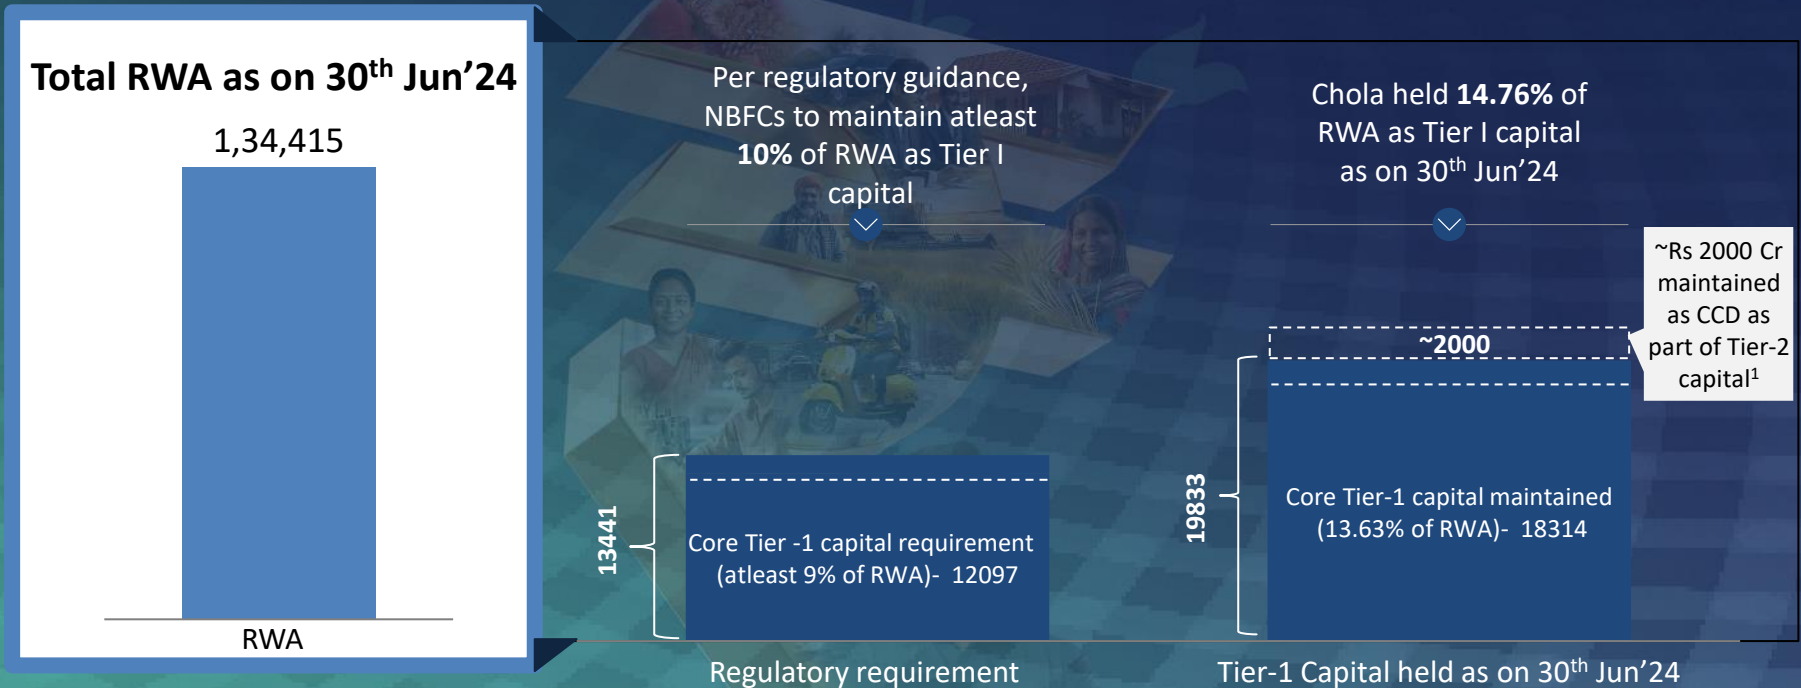 Total RWA as on 30th Jun'24
1,34,415
RWA
Per regulatory guidance,
NBFCs to maintain atleast
10% of RWA as Tier I
capital
13441
Core Tier -1 capital requirement
(atleast 9% of RWA)- 12097
Regulatory requirement
Chola held 14.76% of
RWA as Tier I capital
as on 30th Jun'24
~2000
~Rs 2000 Cr
maintained
as CCD as
part of Tier-2
capital1
19833
Core Tier-1 capital maintained
(13.63% of RWA)- 18314
Tier-1 Capital held as on 30th Jun'24